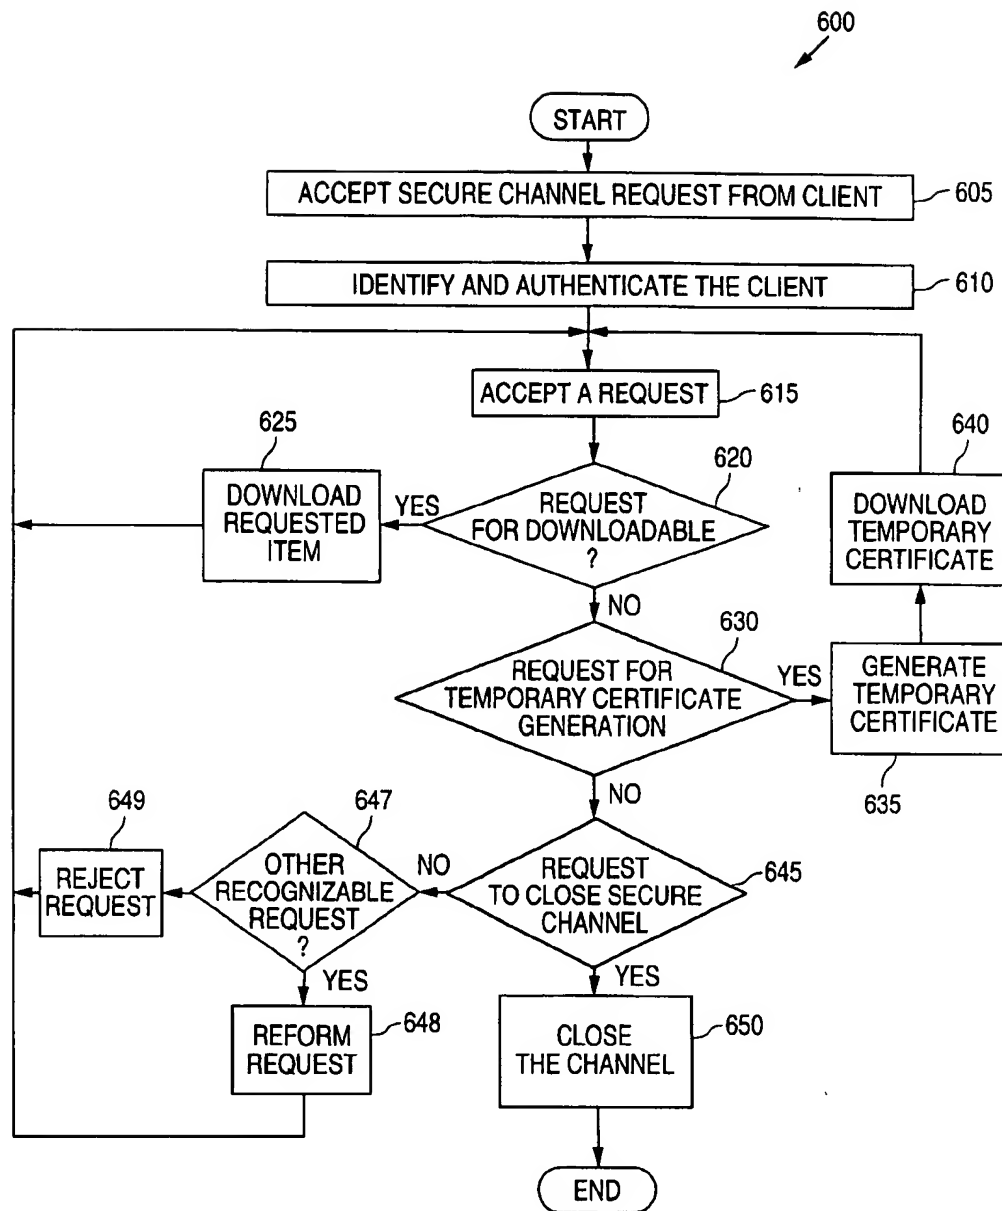 600
START
ACCEPT SECURE CHANNEL REQUEST FROM CLIENT
605
IDENTIFY AND AUTHENTICATE THE CLIENT
610
ACCEPT A REQUEST
615
625
DOWNLOAD
REQUESTED
ITEM
YES
620
REQUEST
FOR DOWNLOADABLE
?
640
DOWNLOAD
TEMPORARY
CERTIFICATE
NO
630
REQUEST FOR
TEMPORARY CERTIFICATE
GENERATION
YES
GENERATE
TEMPORARY
CERTIFICATE
635
NO
649
REJECT
REQUEST
647
OTHER
RECOGNIZABLE
REQUEST
?
NO
REQUEST
TO CLOSE SECURE
CHANNEL
645
YES
REFORM
REQUEST
648
YES
CLOSE
THE CHANNEL
650
END